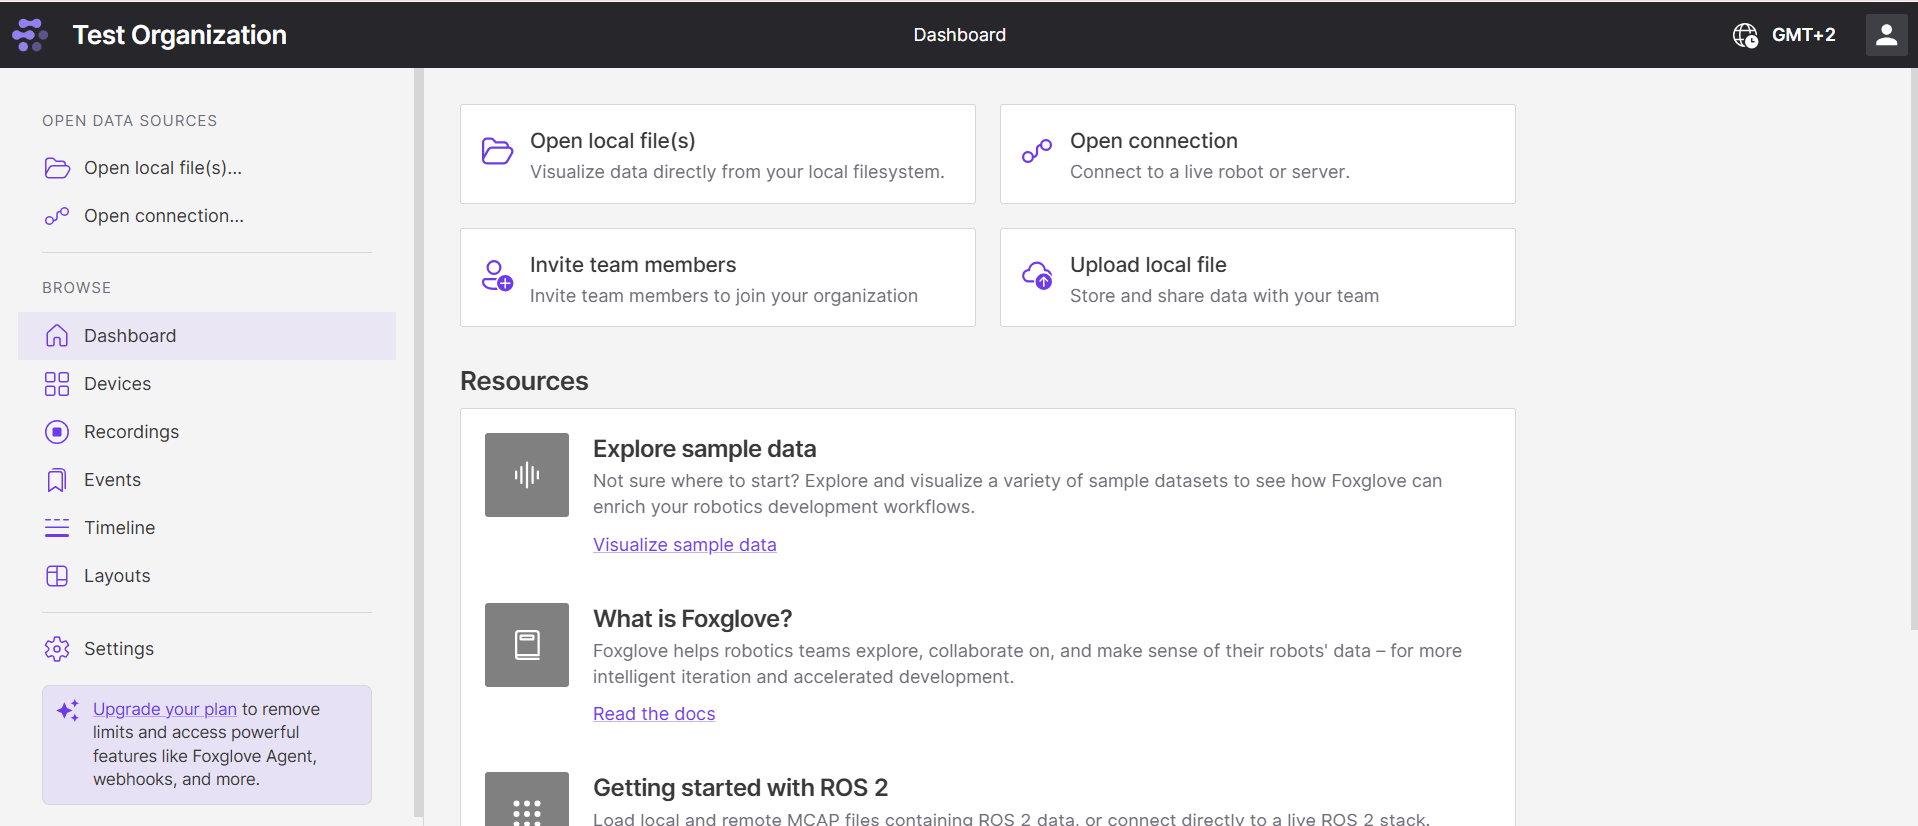 Test Organization
Dashboard
GMT+2
OPEN DATA SOURCES
Open local file(s)...
Open connection...
BROWSE
Dashboard
Devices
Recordings
Events
Timeline
Layouts
Settings
Upgrade your plan to remove
limits and access powerful
features like Foxglove Agent,
webhooks, and more.
Open local file(s)
Visualize data directly from your local filesystem.
Open connection
Connect to a live robot or server.
Invite team members
Invite team members to join your organization
Upload local file
Store and share data with your team
Resources
Explore sample data
Not sure where to start? Explore and visualize a variety of sample datasets to see how Foxglove can
enrich your robotics development workflows.
Visualize sample data
What is Foxglove?
Foxglove helps robotics teams explore, collaborate on, and make sense of their robots' data – for more
intelligent iteration and accelerated development.
Read the docs
Getting started with ROS 2
Load local and remote MCAP files containing ROS 2 data, or connect directly to a live ROS 2 stack.